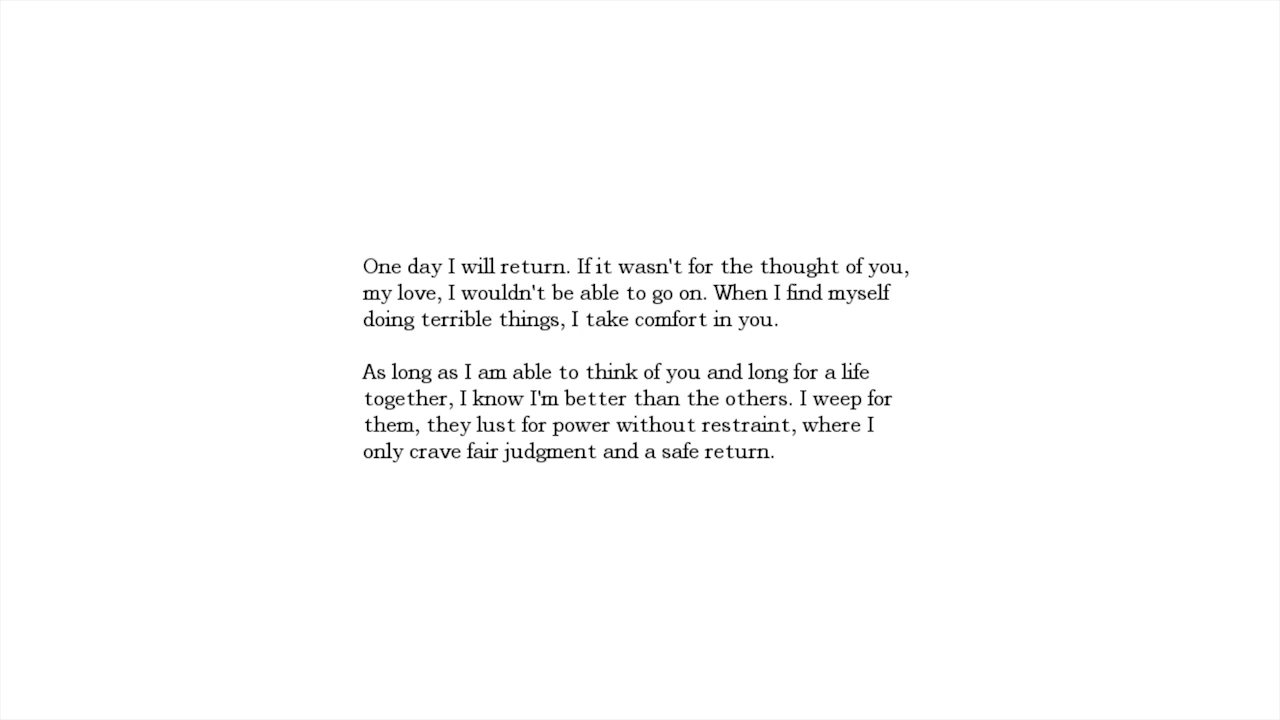 One day I will return. If it wasn't for the thought of you,
my love, I wouldn't be able to go on. When I find myself
doing terrible things, I take comfort in you.
As long as I am able to think of you and long for a life
together, I know I'm better than the others. I weep for
them, they lust for power without restraint, where I
only crave fair judgment and a safe return.